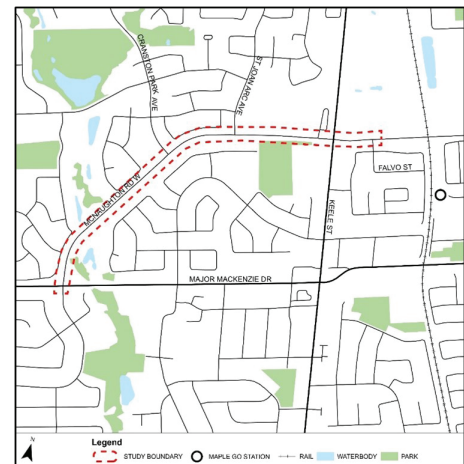 CRANSTON PARK AVE
ST JOAN ARC AVE
MCNAUGHTON RD W
FALVO ST
KEELE ST
MAJOR MACKENZIE DR
N
Legend
STUDY BOUNDARY
MAPLE GO STATION
RAIL
WATERBODY
PARK